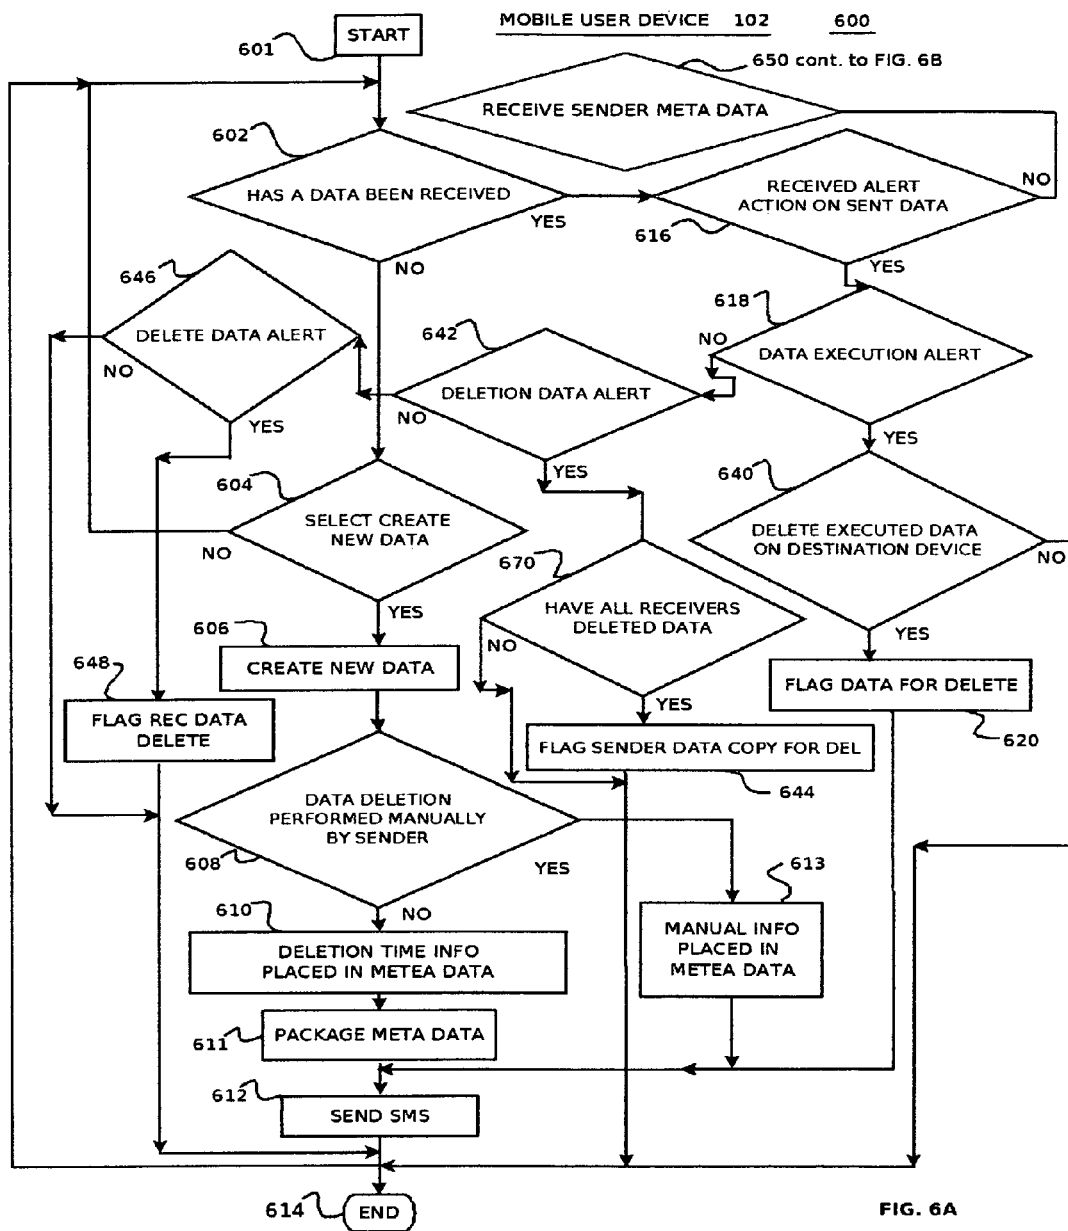 MOBILE USER DEVICE 102 600
START
601
650 cont. to FIG. 6B
RECEIVE SENDER META DATA
602
HAS A DATA BEEN RECEIVED
YES
NO
RECEIVED ALERT
ACTION ON SENT DATA
NO
616
YES
646
DELETE DATA ALERT
NO
YES
642
DELETION DATA ALERT
NO
YES
618
NO
DATA EXECUTION ALERT
YES
604
SELECT CREATE
NEW DATA
NO
YES
640
DELETE EXECUTED DATA
ON DESTINATION DEVICE
NO
YES
670
HAVE ALL RECEIVERS
DELETED DATA
NO
YES
606
CREATE NEW DATA
648
FLAG REC DATA
DELETE
FLAG DATA FOR DELETE
620
FLAG SENDER DATA COPY FOR DEL
644
DATA DELETION
PERFORMED MANUALLY
BY SENDER
608
YES
NO
613
MANUAL INFO
PLACED IN
METEA DATA
610
DELETION TIME INFO
PLACED IN METEA DATA
611
PACKAGE META DATA
612
SEND SMS
614
END
FIG. 6A